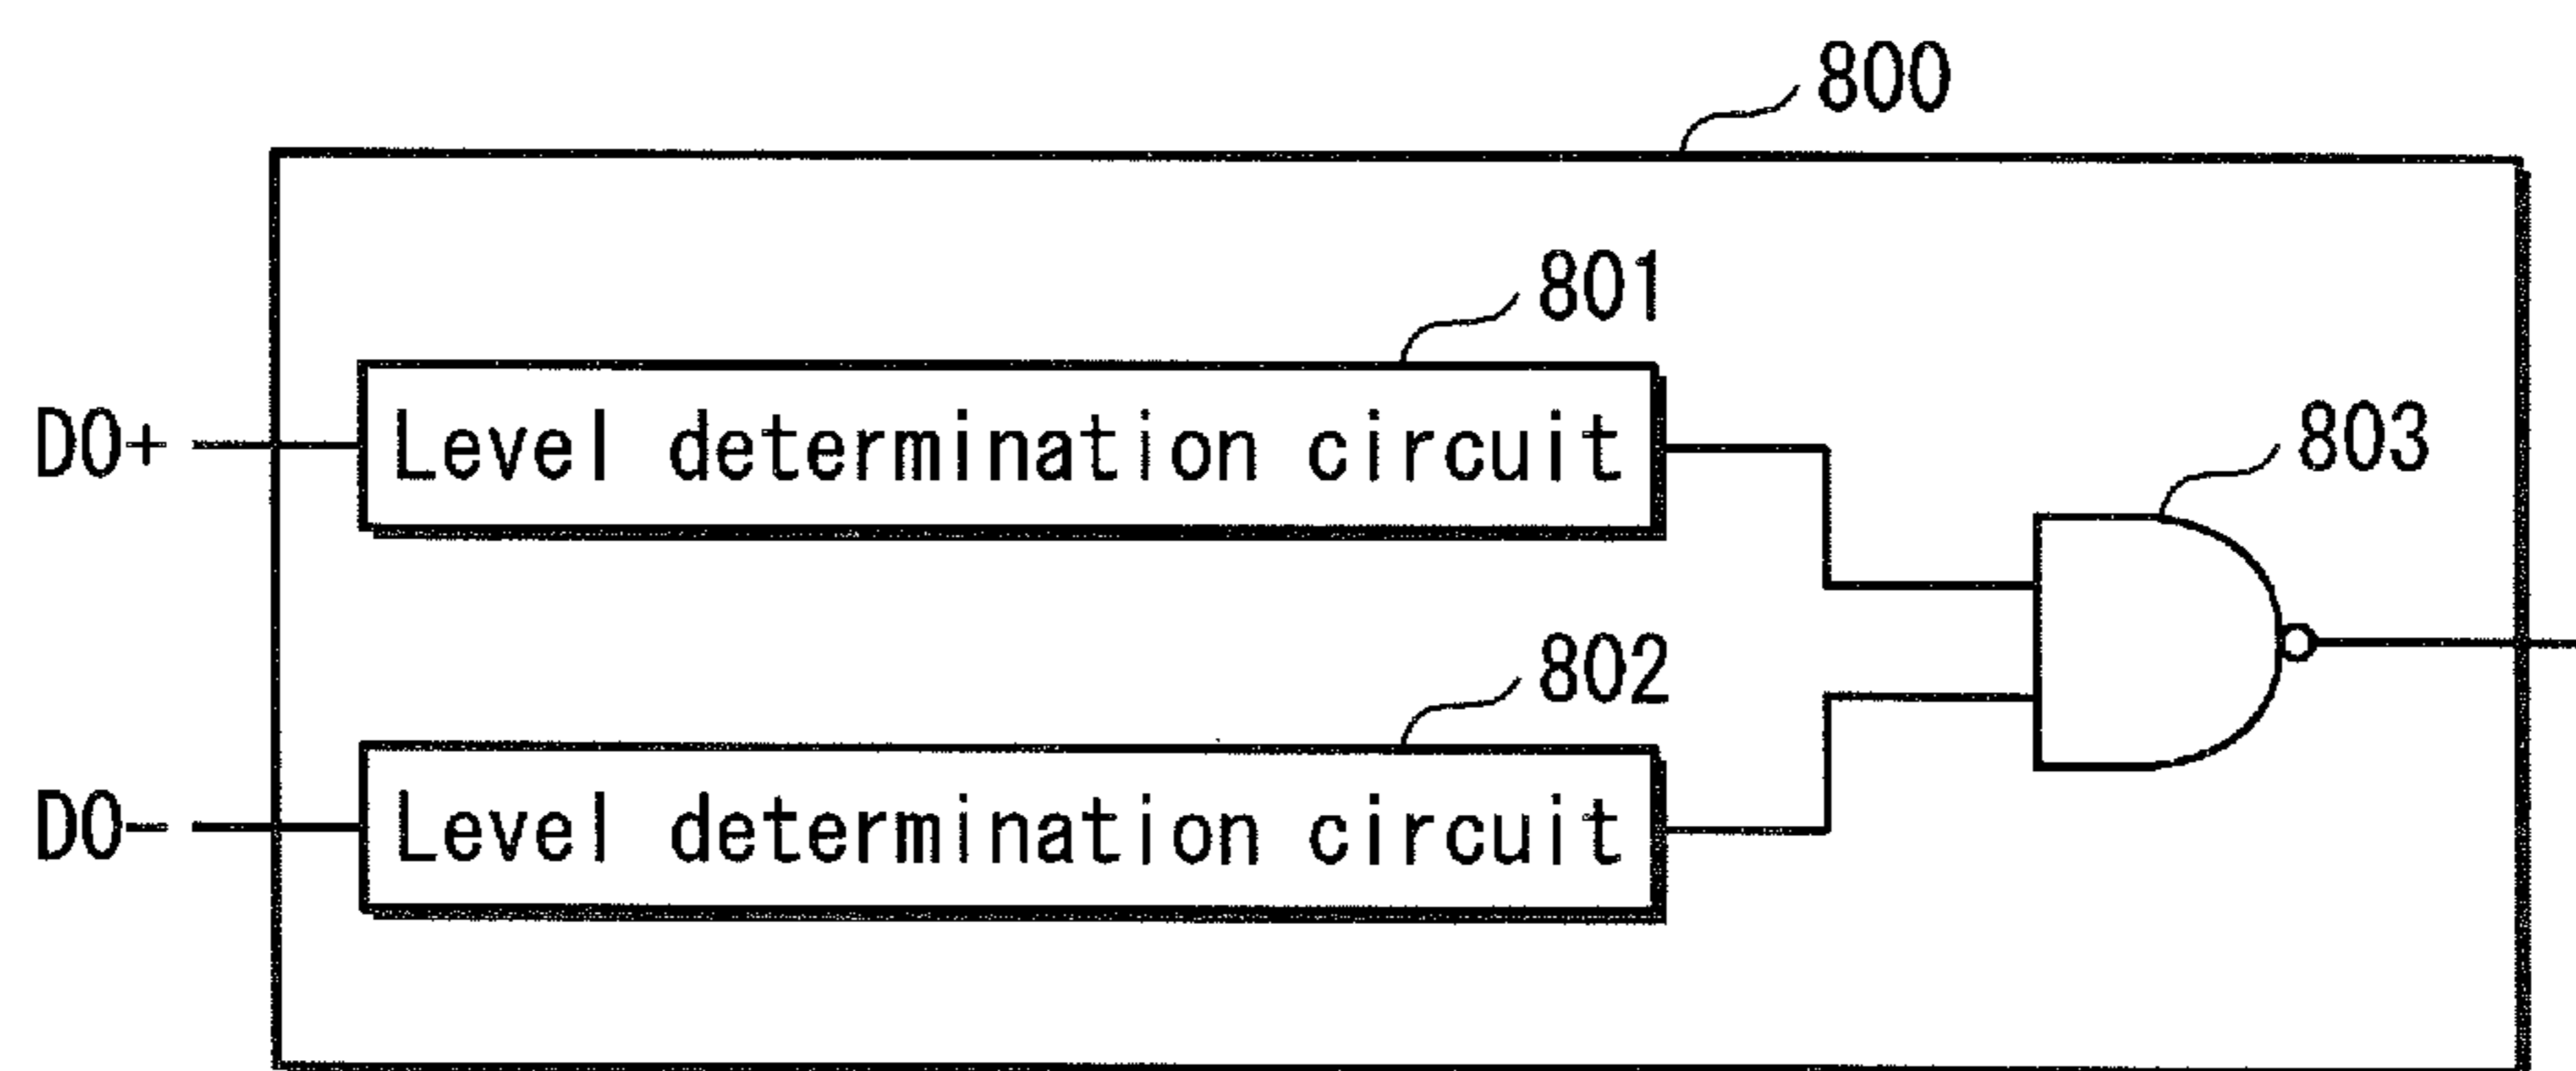 800
801
D0+ Level determination circuit
803
802
D0- Level determination circuit